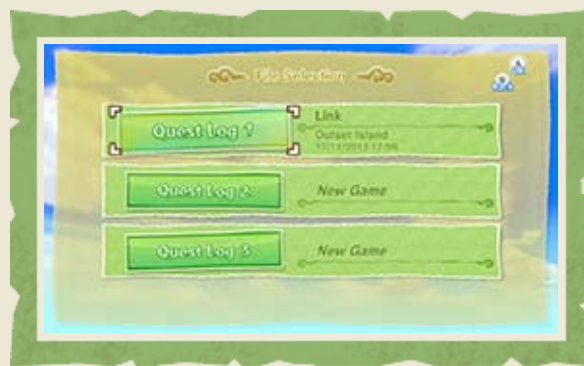 File Selection
Quest Log 1
Link
Outset Island
Quest Log 2
New Game
Quest Log 3
New Game